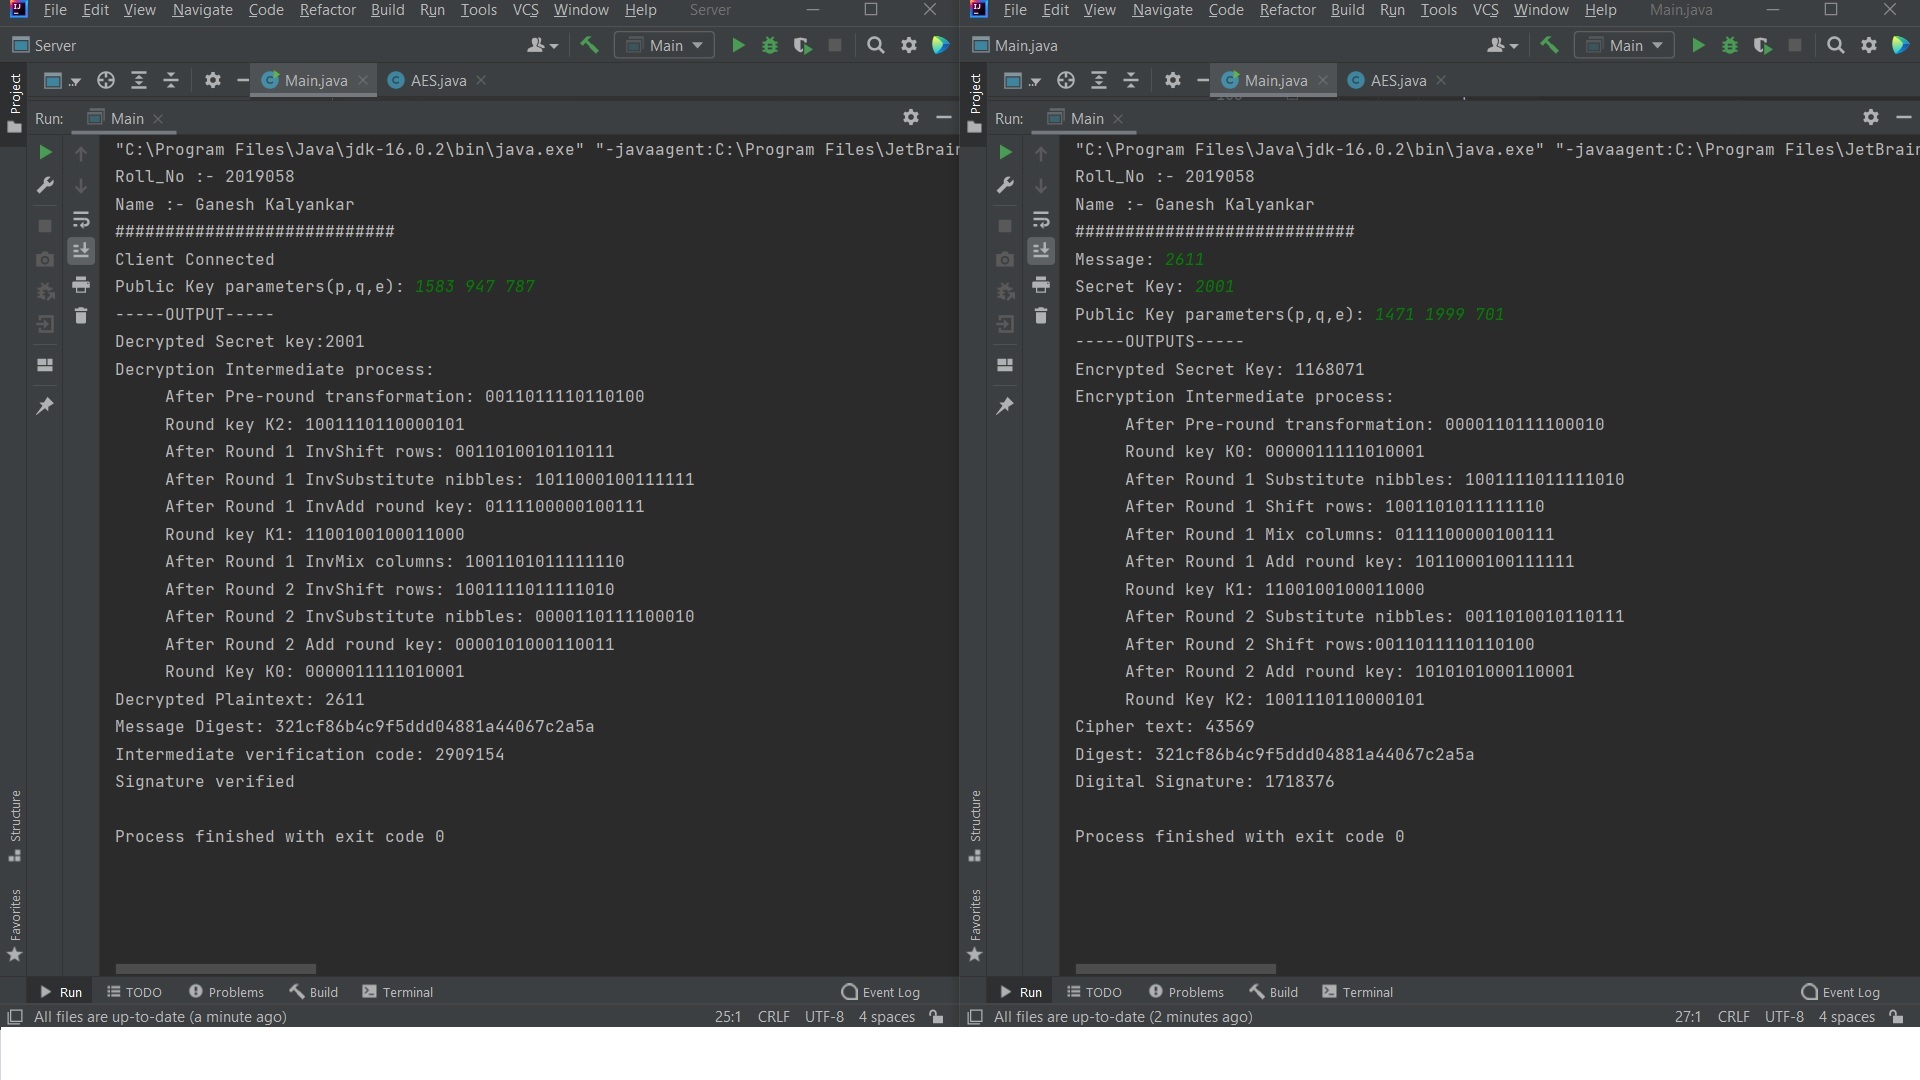 File Edit View Navigate Code Refactor Build Run Tools VCS Window Help Server
Server Main
Main.java AES.java
Project
Run: Main
"C:\Program Files\Java\jdk-16.0.2\bin\java.exe" "-javaagent:C:\Program Files\JetBrain
Roll_No :- 2019058
Name :- Ganesh Kalyankar
############################
Client Connected
Public Key parameters(p,q,e): 1583 947 787
-----OUTPUT-----
Decrypted Secret key:2001
Decryption Intermediate process:
After Pre-round transformation: 0011011110110100
Round key K2: 1001110110000101
After Round 1 InvShift rows: 0011010010110111
After Round 1 InvSubstitute nibbles: 1011000100111111
After Round 1 InvAdd round key: 0111100000100111
Round key K1: 1100100100011000
After Round 1 InvMix columns: 1001101011111110
After Round 2 InvShift rows: 1001111011111010
After Round 2 InvSubstitute nibbles: 0000110111100010
After Round 2 Add round key: 0000101000110011
Round Key K0: 0000011111010001
Decrypted Plaintext: 2611
Message Digest: 321cf86b4c9f5ddd04881a44067c2a5a
Intermediate verification code: 2909154
Signature verified
Process finished with exit code 0
Structure
Favorites
Run TODO Problems Build Terminal Event Log
All files are up-to-date (a minute ago) 25:1 CRLF UTF-8 4 spaces
File Edit View Navigate Code Refactor Build Run Tools VCS Window Help Main.java
Main.java Main
Main.java AES.java
Project
Run: Main
"C:\Program Files\Java\jdk-16.0.2\bin\java.exe" "-javaagent:C:\Program Files\JetBrain
Roll_No :- 2019058
Name :- Ganesh Kalyankar
############################
Message: 2611
Secret Key: 2001
Public Key parameters(p,q,e): 1471 1999 701
-----OUTPUTS-----
Encrypted Secret Key: 1168071
Encryption Intermediate process:
After Pre-round transformation: 0000110111100010
Round key K0: 0000011111010001
After Round 1 Substitute nibbles: 1001111011111010
After Round 1 Shift rows: 1001101011111110
After Round 1 Mix columns: 0111100000100111
After Round 1 Add round key: 1011000100111111
Round key K1: 1100100100011000
After Round 2 Substitute nibbles: 0011010010110111
After Round 2 Shift rows:0011011110110100
After Round 2 Add round key: 1010101000110001
Round Key K2: 1001110110000101
Cipher text: 43569
Digest: 321cf86b4c9f5ddd04881a44067c2a5a
Digital Signature: 1718376
Process finished with exit code 0
Structure
Favorites
Run TODO Problems Build Terminal Event Log
All files are up-to-date (2 minutes ago) 27:1 CRLF UTF-8 4 spaces